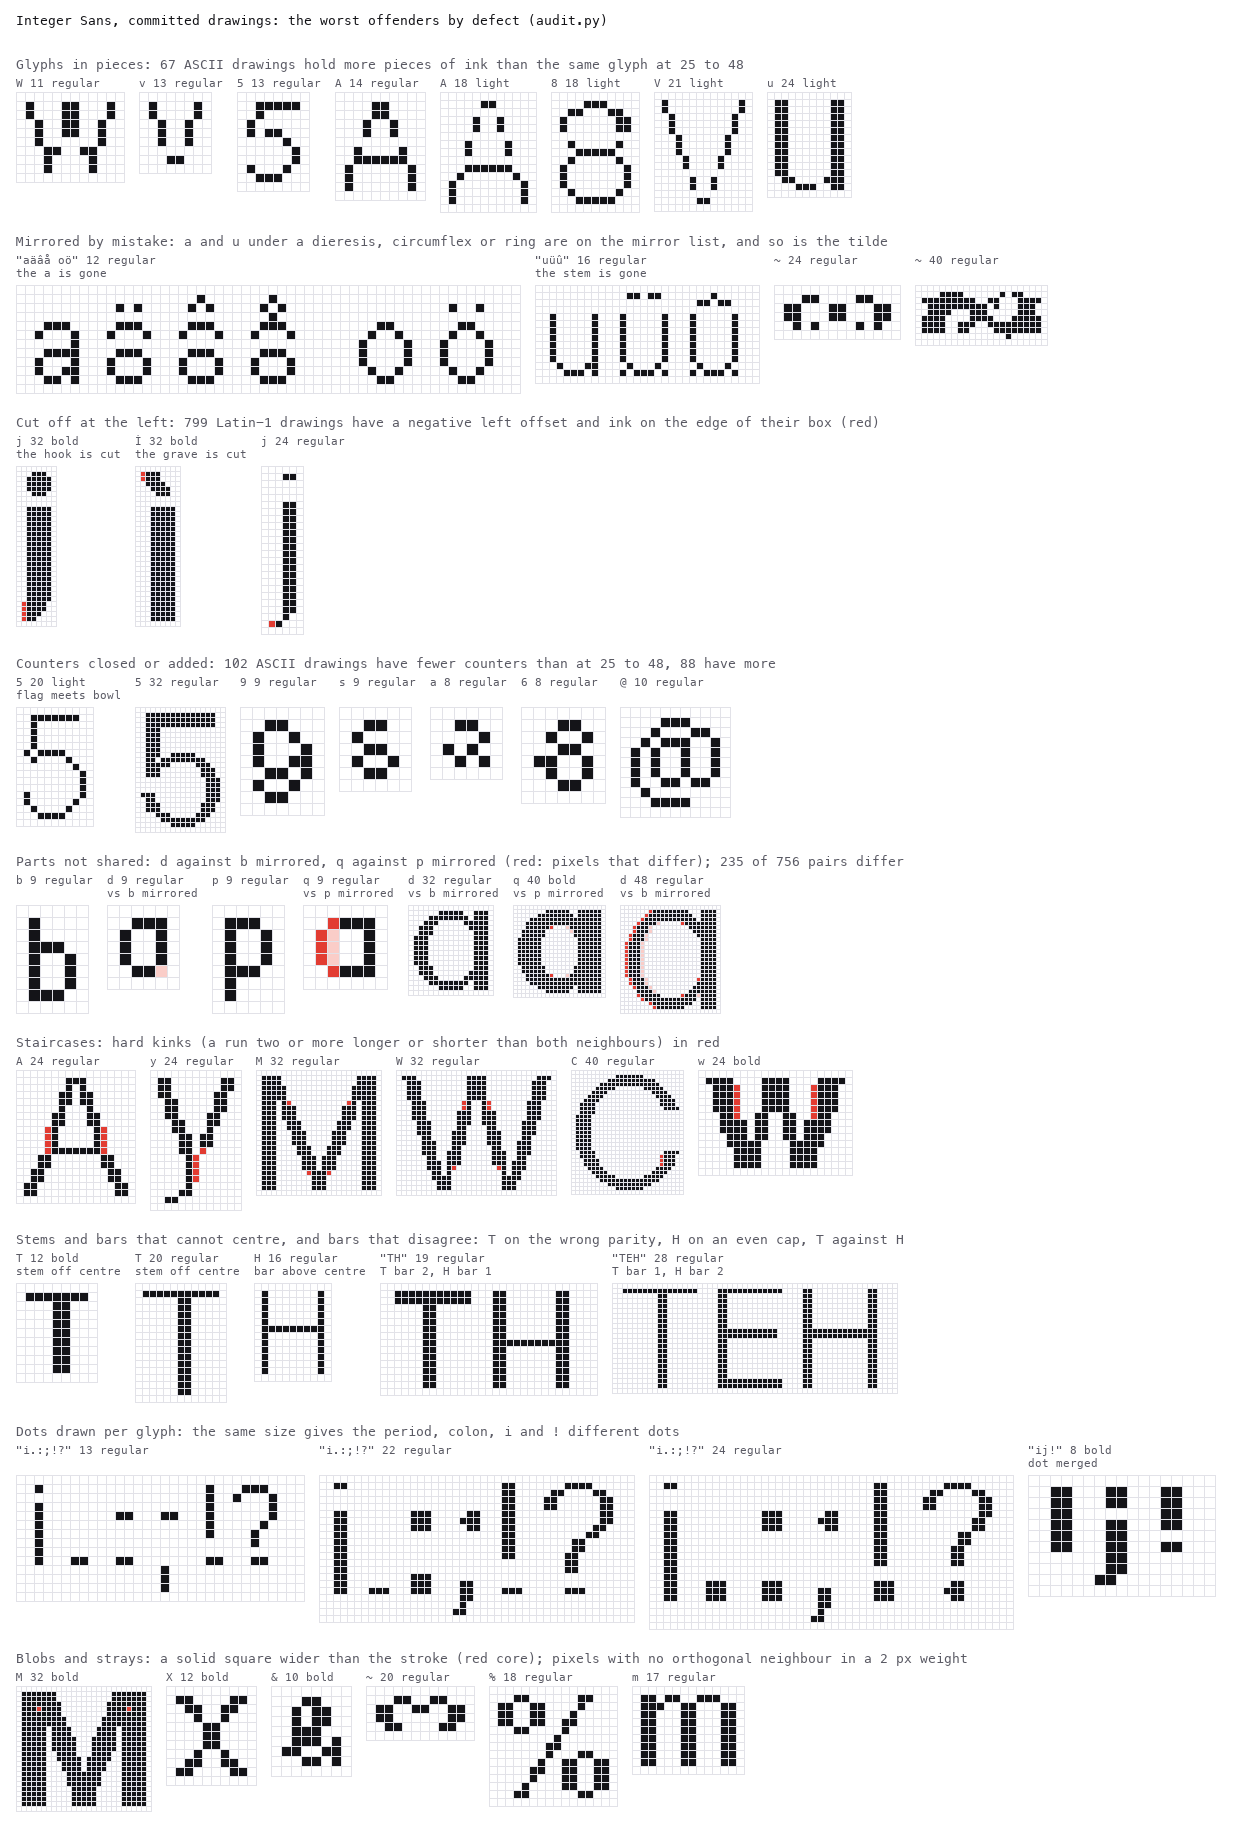 Integer Sans, committed drawings: the worst offenders by defect (audit.py)
Glyphs in pieces: 67 ASCII drawings hold more pieces of ink than the same glyph at 25 to 48
W 11 regular v 13 regular 5 13 regular A 14 regular A 18 light 8 18 light V 21 light u 24 light
W v 5 A A 8 V u
Mirrored by mistake: a and u under a dieresis, circumflex or ring are on the mirror list, and so is the tilde
"aäâå oö" 12 regular "uüû" 16 regular ~ 24 regular ~ 40 regular
the a is gone the stem is gone
aäâå oö uüû ~ ~
Cut off at the left: 799 Latin−1 drawings have a negative left offset and ink on the edge of their box (red)
j 32 bold Ì 32 bold j 24 regular
the hook is cut the grave is cut
j Ì j
Counters closed or added: 102 ASCII drawings have fewer counters than at 25 to 48, 88 have more
5 20 light 5 32 regular 9 9 regular s 9 regular a 8 regular 6 8 regular @ 10 regular
flag meets bowl
5 5 9 s a 6 @
Parts not shared: d against b mirrored, q against p mirrored (red: pixels that differ); 235 of 756 pairs differ
b 9 regular d 9 regular p 9 regular q 9 regular d 32 regular q 40 bold d 48 regular
vs b mirrored vs p mirrored vs b mirrored vs p mirrored vs b mirrored
b d p q d q d
Staircases: hard kinks (a run two or more longer or shorter than both neighbours) in red
A 24 regular y 24 regular M 32 regular W 32 regular C 40 regular w 24 bold
A y M W C w
Stems and bars that cannot centre, and bars that disagree: T on the wrong parity, H on an even cap, T against H
T 12 bold T 20 regular H 16 regular "TH" 19 regular "TEH" 28 regular
stem off centre stem off centre bar above centre T bar 2, H bar 1 T bar 1, H bar 2
T T H TH TEH
Dots drawn per glyph: the same size gives the period, colon, i and ! different dots
"i.:;!?" 13 regular "i.:;!?" 22 regular "i.:;!?" 24 regular "ij!" 8 bold
dot merged
i.:;!? i.:;!? i.:;!? ij!
Blobs and strays: a solid square wider than the stroke (red core); pixels with no orthogonal neighbour in a 2 px weight
M 32 bold X 12 bold & 10 bold ~ 20 regular % 18 regular m 17 regular
M X & ~ % m